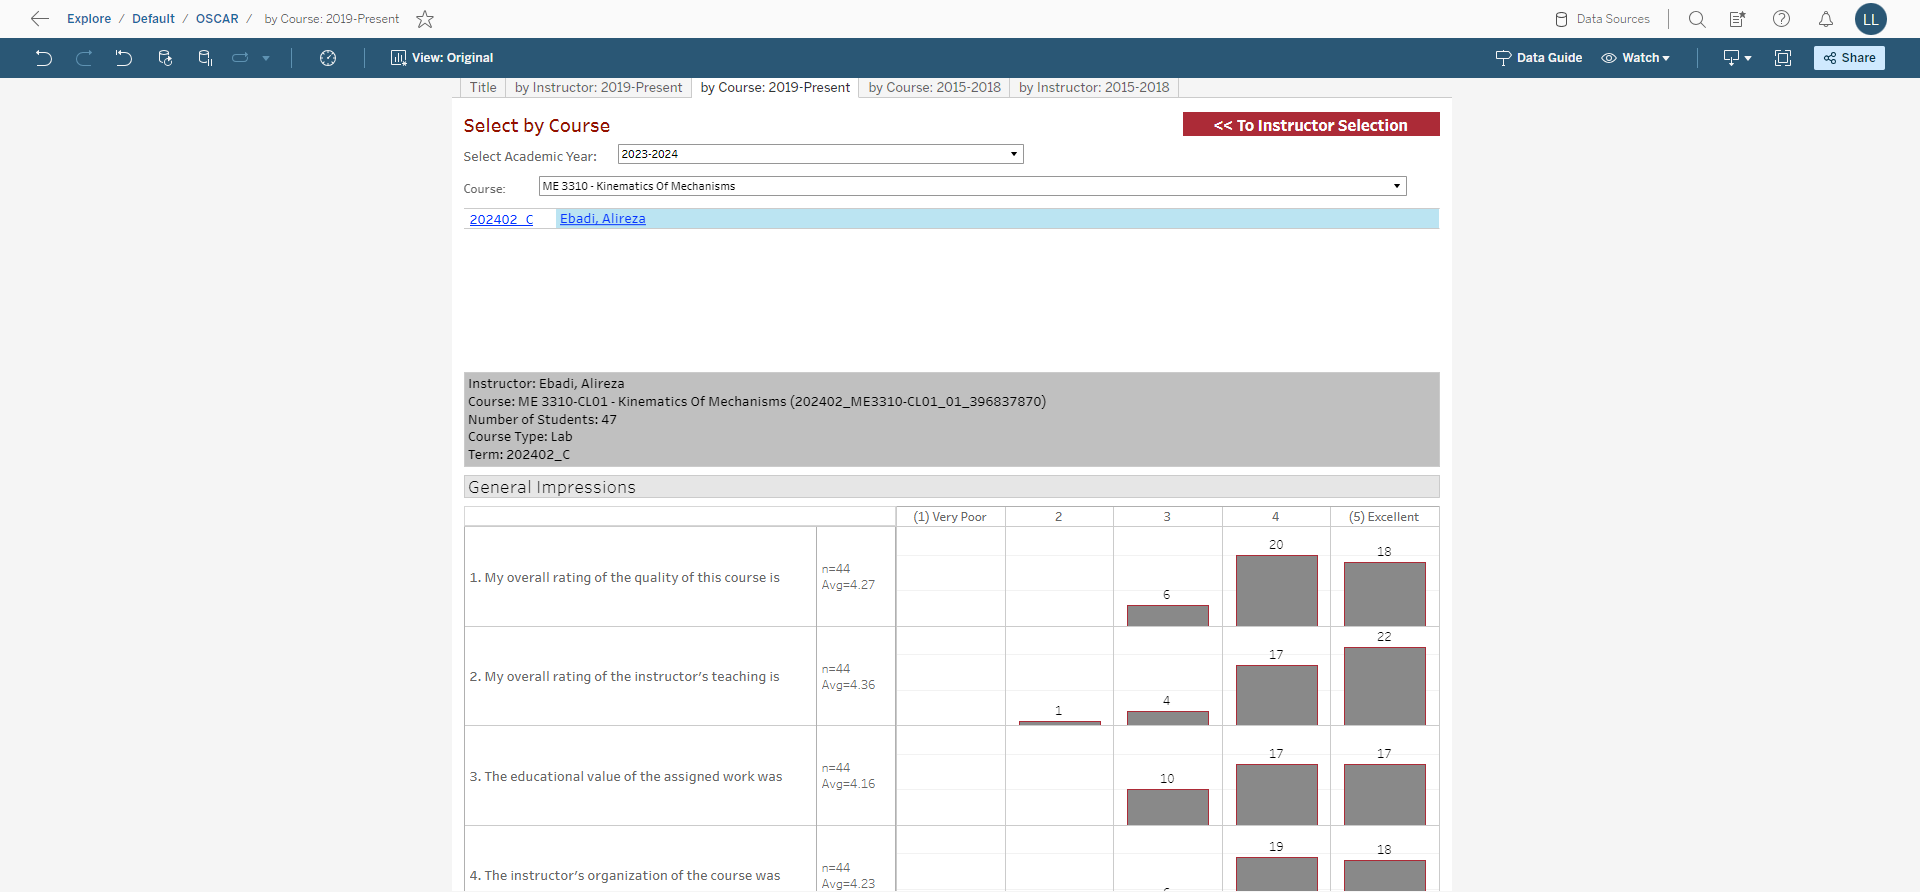 Explore / Default / OSCAR / by Course: 2019-Present
Data Sources
LL
View: Original
Data Guide
Watch
Share
Title
by Instructor: 2019-Present
by Course: 2019-Present
by Course: 2015-2018
by Instructor: 2015-2018
Select by Course
<< To Instructor Selection
Select Academic Year: 2023-2024
Course: ME 3310 - Kinematics Of Mechanisms
202402_C Ebadi, Alireza
Instructor: Ebadi, Alireza
Course: ME 3310-CL01 - Kinematics Of Mechanisms (202402_ME3310-CL01_01_396837870)
Number of Students: 47
Course Type: Lab
Term: 202402_C
General Impressions
(1) Very Poor 2 3 4 (5) Excellent
1. My overall rating of the quality of this course is
n=44
Avg=4.27
6 20 18
2. My overall rating of the instructor's teaching is
n=44
Avg=4.36
1 4 17 22
3. The educational value of the assigned work was
n=44
Avg=4.16
10 17 17
4. The instructor's organization of the course was
n=44
Avg=4.23
19 18